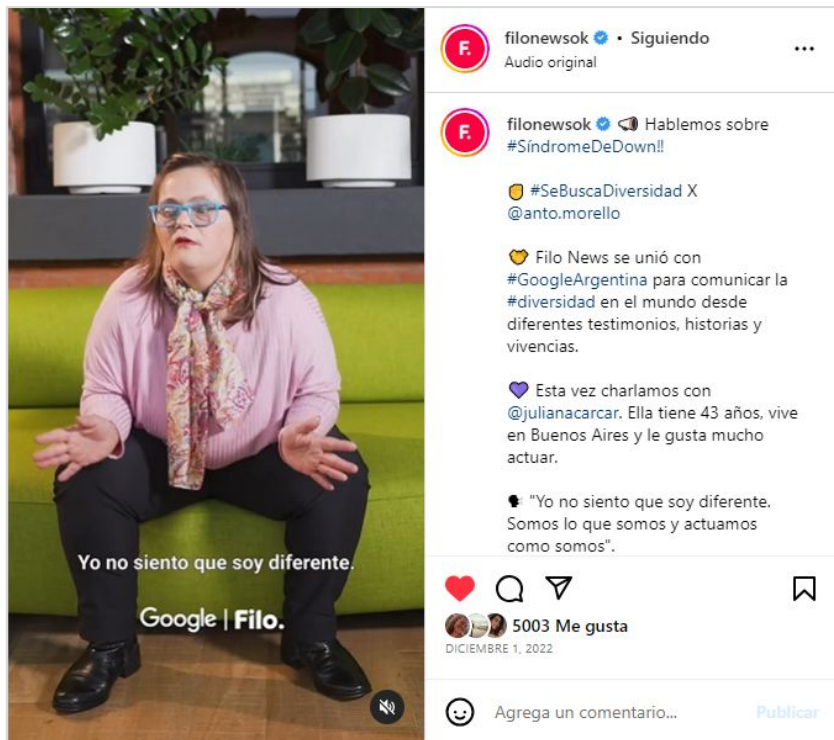 Yo no siento que soy diferente.
Google | Filo.
F.
filonewsok • Siguiendo
Audio original
F.
filonewsok 📣 Hablemos sobre
#SíndromeDeDown!!
✊ #SeBuscaDiversidad X
@anto.morello
Filo News se unió con
#GoogleArgentina para comunicar la
#diversidad en el mundo desde
diferentes testimonios, historias y
vivencias.
💜 Esta vez charlamos con
@julianacarcar. Ella tiene 43 años, vive
en Buenos Aires y le gusta mucho
actuar.
🗣 "Yo no siento que soy diferente.
Somos lo que somos y actuamos
como somos".
5003 Me gusta
DICIEMBRE 1, 2022
Agrega un comentario...
Publicar